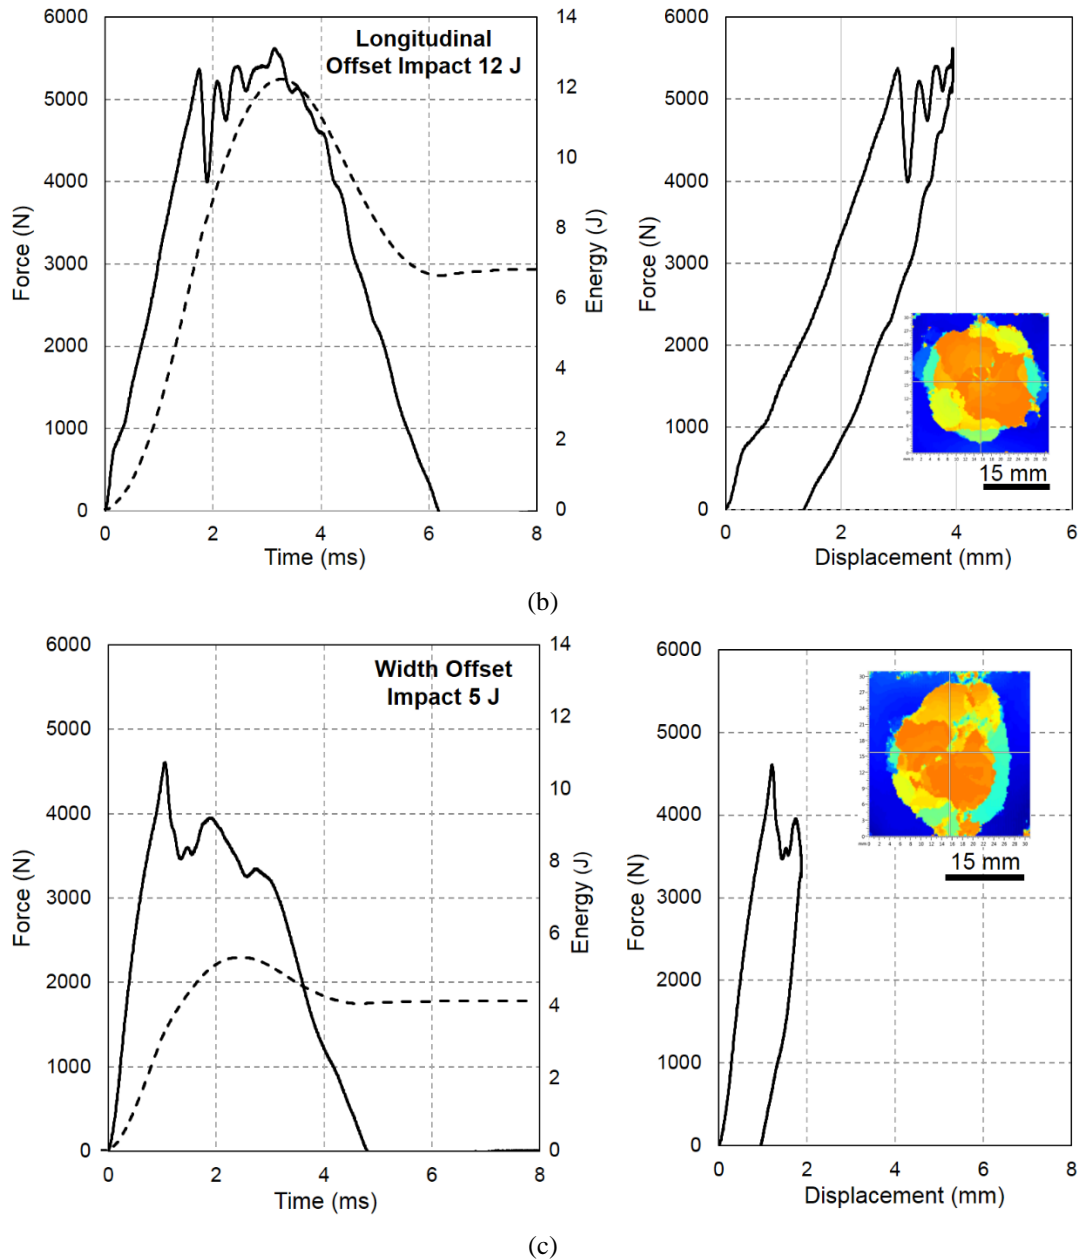 6000
5000
4000
3000
2000
1000
0
Force (N)
Longitudinal
Offset Impact 12 J
14
12
10
8
6
4
2
0
Energy (J)
0 2 4 6 8
Time (ms)
6000
5000
4000
3000
2000
1000
0
Force (N)
15 mm
0 2 4 6
Displacement (mm)
(b)
6000
5000
4000
3000
2000
1000
0
Force (N)
Width Offset
Impact 5 J
14
12
10
8
6
4
2
0
Energy (J)
0 2 4 6 8
Time (ms)
6000
5000
4000
3000
2000
1000
0
Force (N)
15 mm
0 2 4 6 8
Displacement (mm)
(c)